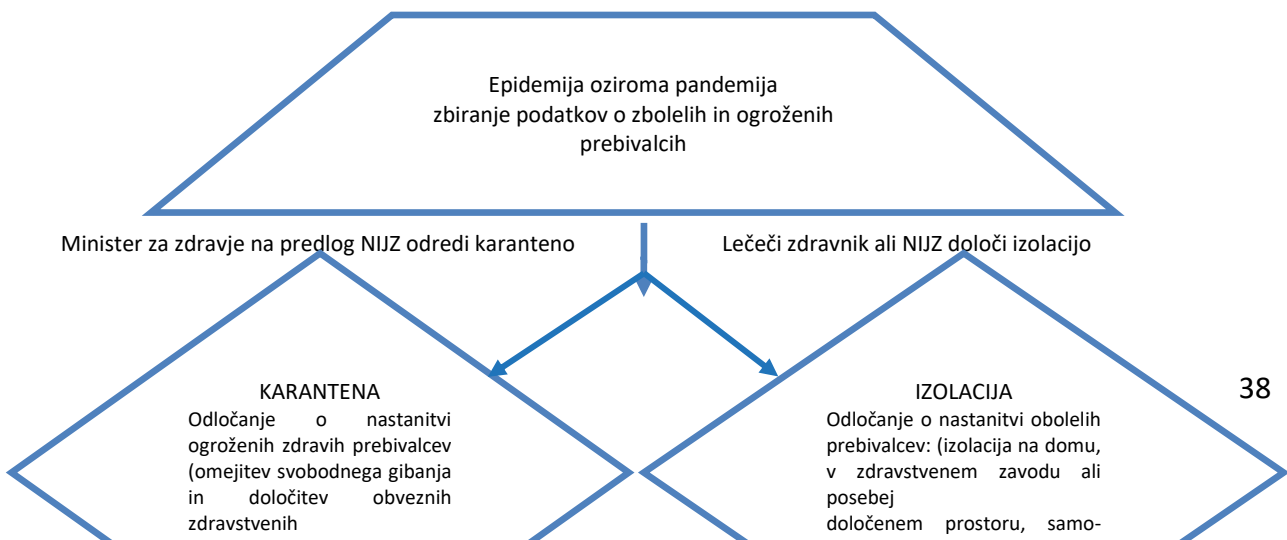 Epidemija oziroma pandemija
zbiranje podatkov o zbolelih in ogroženih
prebivalcih
Minister za zdravje na predlog NIJZ odredi karanteno
Lečeči zdravnik ali NIJZ določi izolacijo
KARANTENA
Odločanje o nastanitvi
ogroženih zdravih prebivalcev
(omejitev svobodnega gibanja
in določitev obveznih
zdravstvenih
IZOLACIJA
Odločanje o nastanitvi obolelih
prebivalcev: (izolacija na domu,
v zdravstvenem zavodu ali
posebej
določenem prostoru, samo-
38